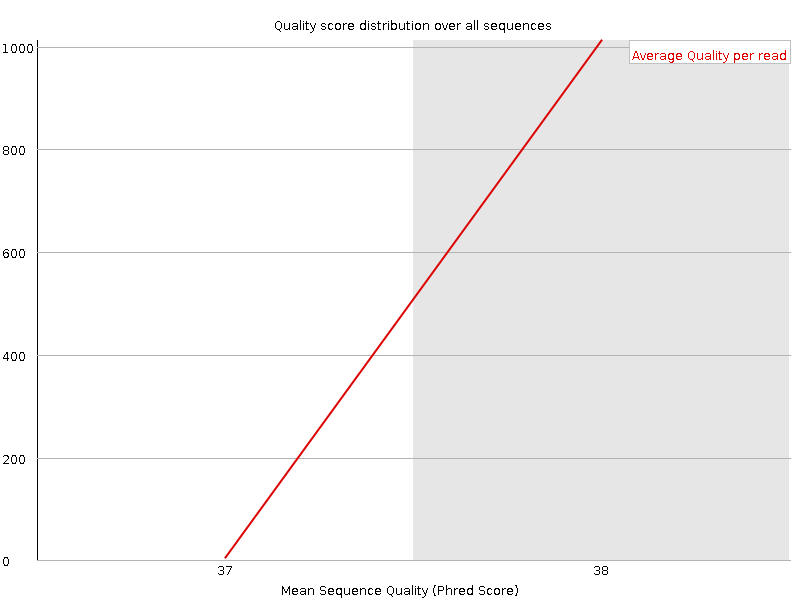 Quality score distribution over all sequences
1000
Average Quality per read
800
600
400
200
0
37 38
Mean Sequence Quality (Phred Score)